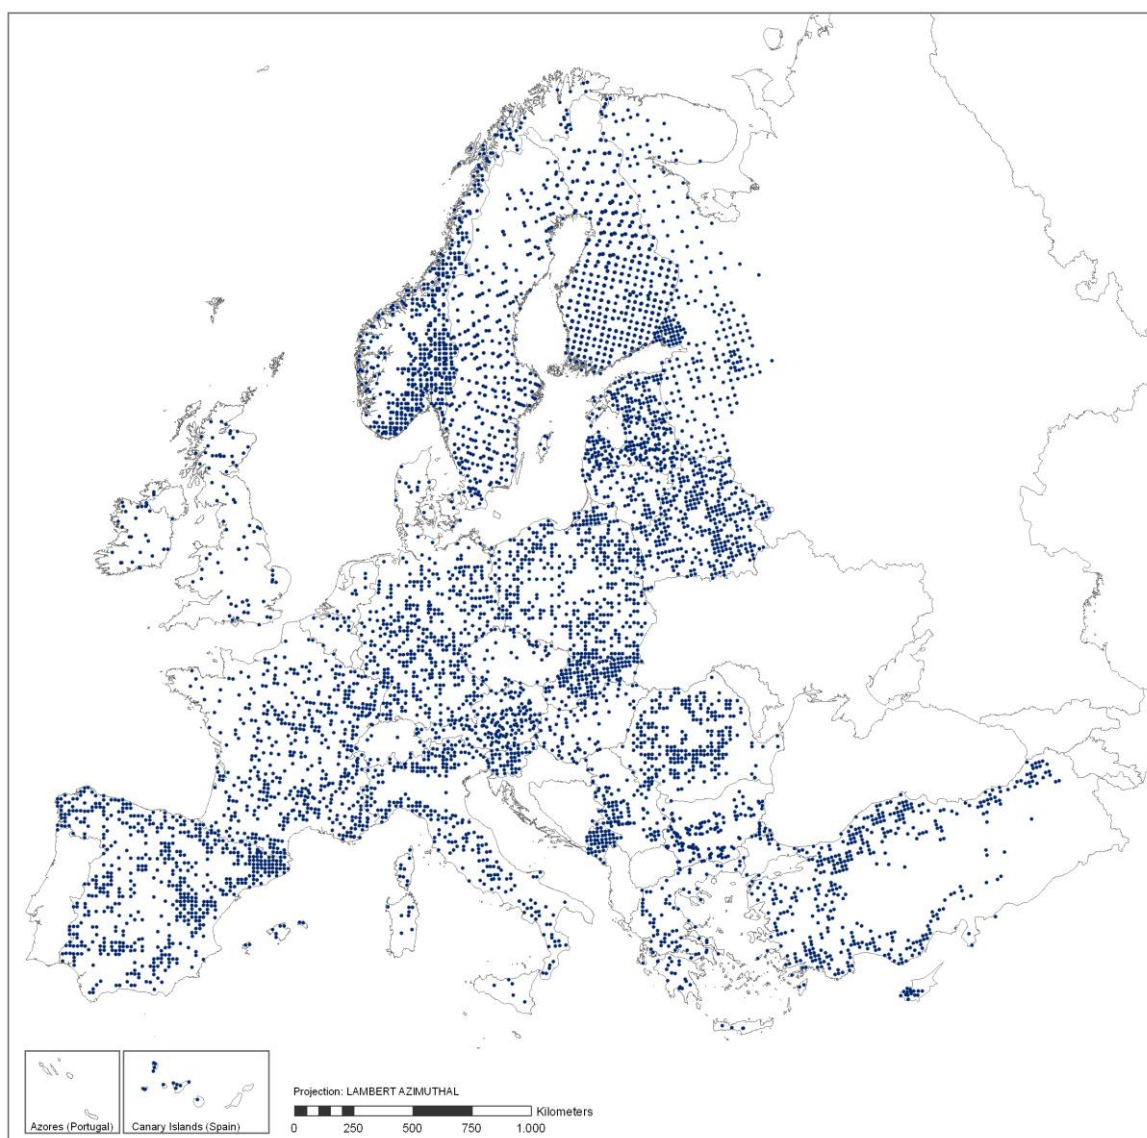 Projection: LAMBERT AZIMUTHAL
Kilometers
0 250 500 750 1.000
Azores (Portugal) Canary Islands (Spain)